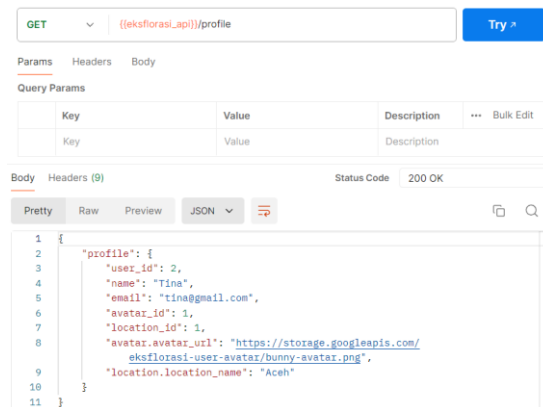 GET {{eksflorasi_api}}/profile Try ↗
Params Headers Body
Query Params
Key Value Description ••• Bulk Edit
Key Value Description
Body Headers (9) Status Code 200 OK
Pretty Raw Preview JSON
1 {
2 "profile": {
3 "user_id": 2,
4 "name": "Tina",
5 "email": "tina@gmail.com",
6 "avatar_id": 1,
7 "location_id": 1,
8 "avatar.avatar_url": "https://storage.googleapis.com/
eksflorasi-user-avatar/bunny-avatar.png",
9 "location.location_name": "Aceh"
10 }
11 }